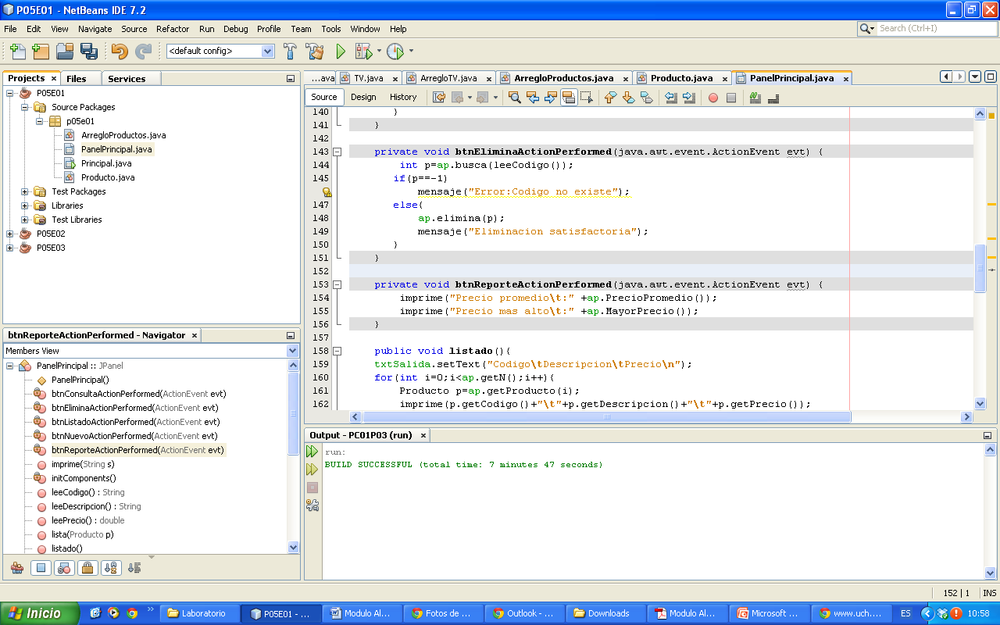 P05E01 - NetBeans IDE 7.2
File Edit View Navigate Source Refactor Run Debug Profile Team Tools Window Help
Search (Ctrl+I)
<default config>
Projects Files Services
P05E01
Source Packages
p05e01
ArregloProductos.java
PanelPrincipal.java
Principal.java
Producto.java
Test Packages
Libraries
Test Libraries
P05E02
P05E03
btnReporteActionPerformed - Navigator
Members View
PanelPrincipal :: JPanel
PanelPrincipal()
btnConsultaActionPerformed(ActionEvent evt)
btnEliminaActionPerformed(ActionEvent evt)
btnListadoActionPerformed(ActionEvent evt)
btnNuevoActionPerformed(ActionEvent evt)
btnReporteActionPerformed(ActionEvent evt)
imprime(String s)
initComponents()
leeCodigo() : String
leeDescripcion() : String
leePrecio() : double
lista(Producto p)
listado()
...ava TV.java ArregloTV.java ArregloProductos.java Producto.java PanelPrincipal.java
Source Design History
140 }
141 }
142
143 private void btnEliminaActionPerformed(java.awt.event.ActionEvent evt) {
144 int p=ap.busca(leeCodigo());
145 if(p==-1)
mensaje("Error:Codigo no existe");
147 else{
148 ap.elimina(p);
149 mensaje("Eliminacion satisfactoria");
150 }
151 }
152
153 private void btnReporteActionPerformed(java.awt.event.ActionEvent evt) {
154 imprime("Precio promedio\t:" +ap.PrecioPromedio());
155 imprime("Precio mas alto\t:" +ap.MayorPrecio());
156 }
157
158 public void listado(){
159 txtSalida.setText("Codigo\tDescripcion\tPrecio\n");
160 for(int i=0;i<ap.getN();i++){
161 Producto p=ap.getProducto(i);
162 imprime(p.getCodigo()+"\t"+p.getDescripcion()+"\t"+p.getPrecio());
Output - PC01P03 (run)
run:
BUILD SUCCESSFUL (total time: 7 minutes 47 seconds)
152 | 1 INS
Inicio
Laboratorio P05E01 - ... Modulo Al... Fotos de ... Outlook - ... Downloads Modulo Al... Microsoft ... www.uch.... ES 10:58